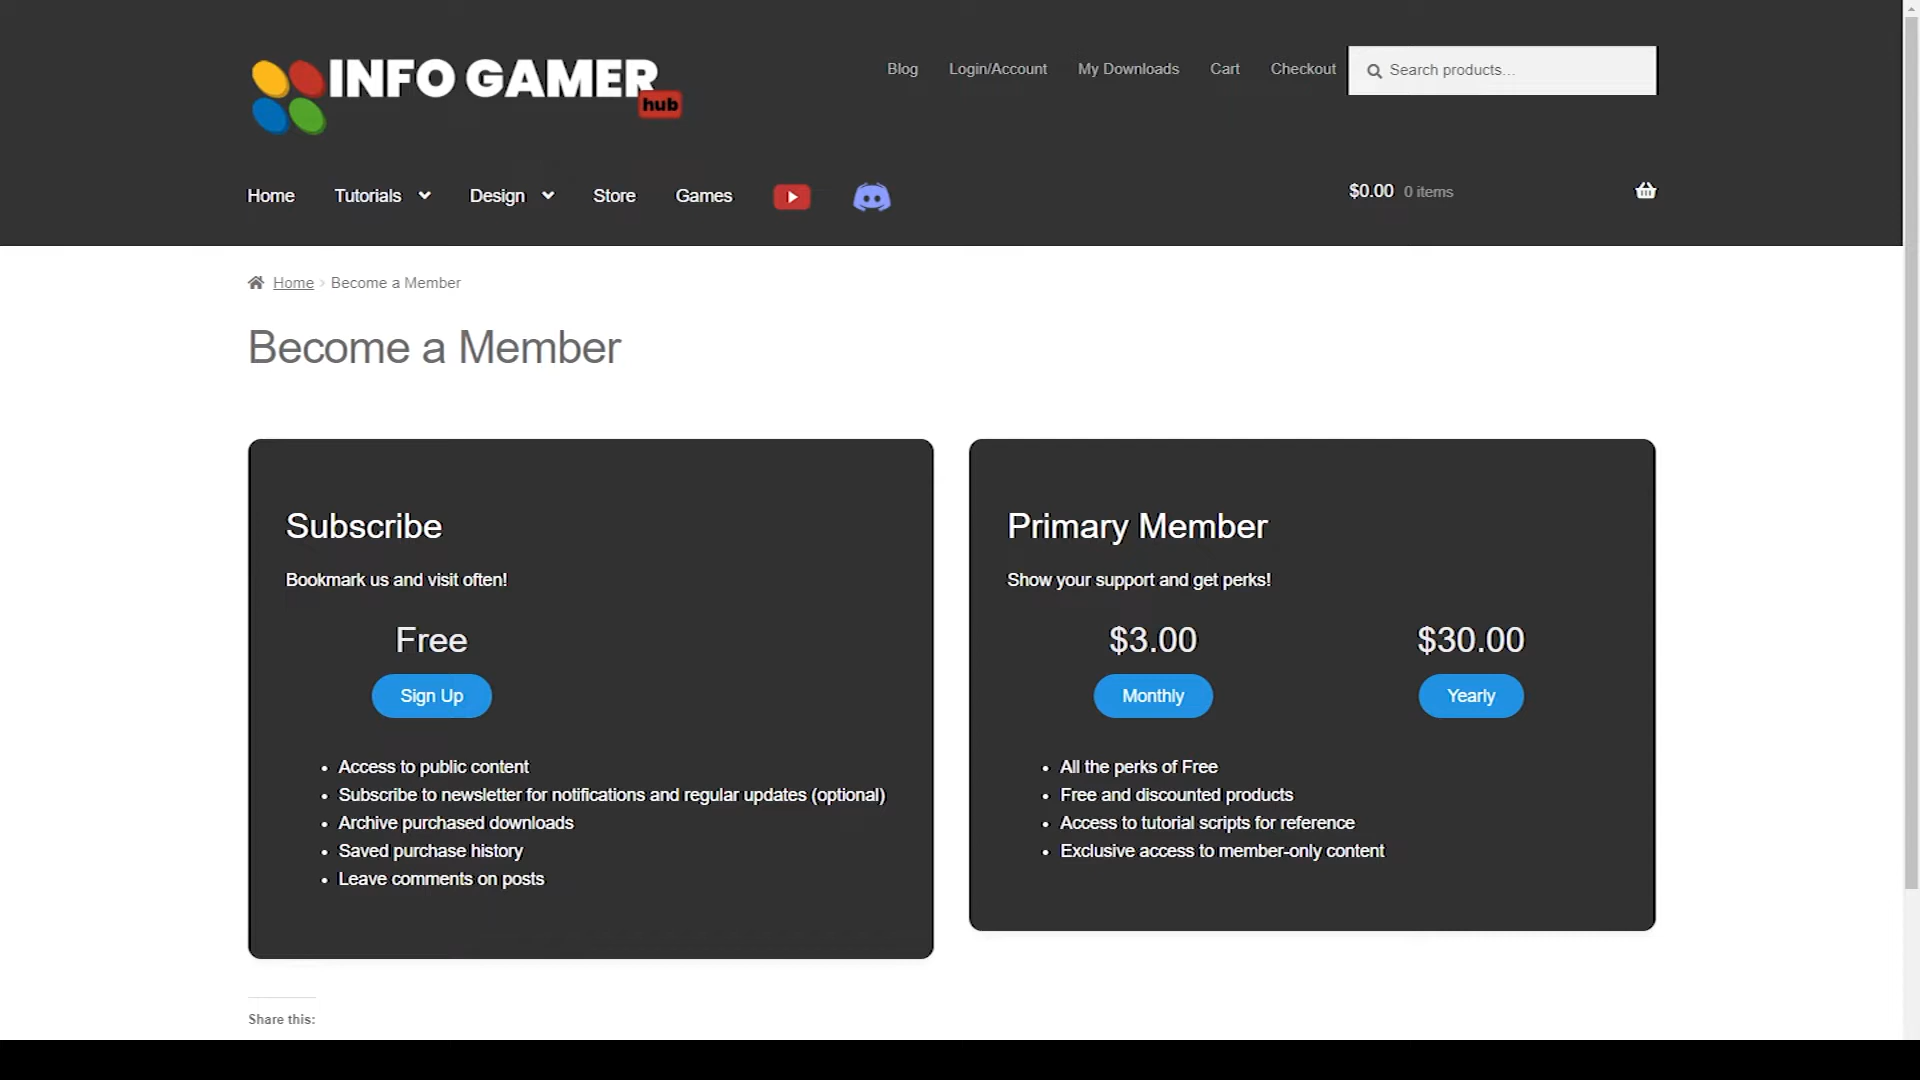 INFO GAMER
hub
Blog Login/Account My Downloads Cart Checkout Search products...
Home Tutorials Design Store Games $0.00 0 items
Home Become a Member
Become a Member
Subscribe
Bookmark us and visit often!
Free
Sign Up
Access to public content
Subscribe to newsletter for notifications and regular updates (optional)
Archive purchased downloads
Saved purchase history
Leave comments on posts
Primary Member
Show your support and get perks!
$3.00 $30.00
Monthly Yearly
All the perks of Free
Free and discounted products
Access to tutorial scripts for reference
Exclusive access to member-only content
Share this: